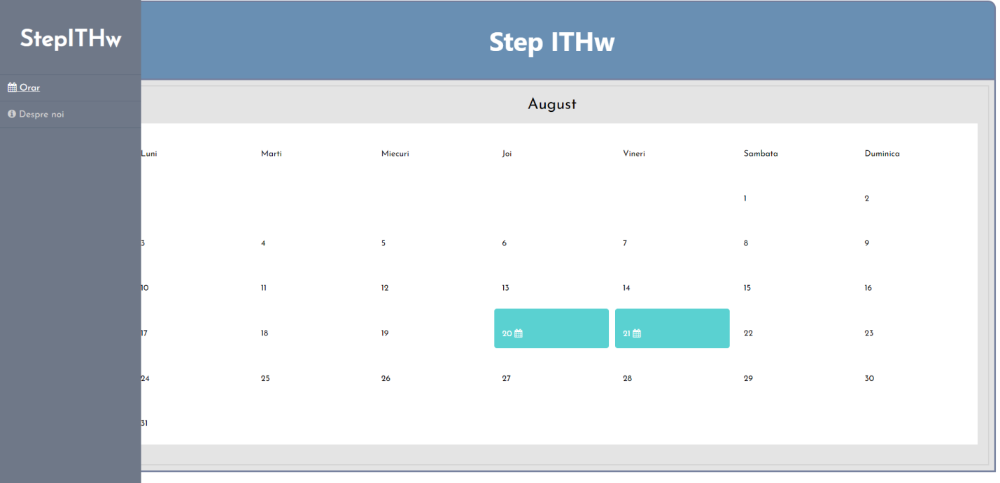 StepITHw
Step ITHw
Orar
Despre noi
August
Luni Marti Miecuri Joi Vineri Sambata Duminica
1 2
3 4 5 6 7 8 9
10 11 12 13 14 15 16
17 18 19 20 21 22 23
24 25 26 27 28 29 30
31